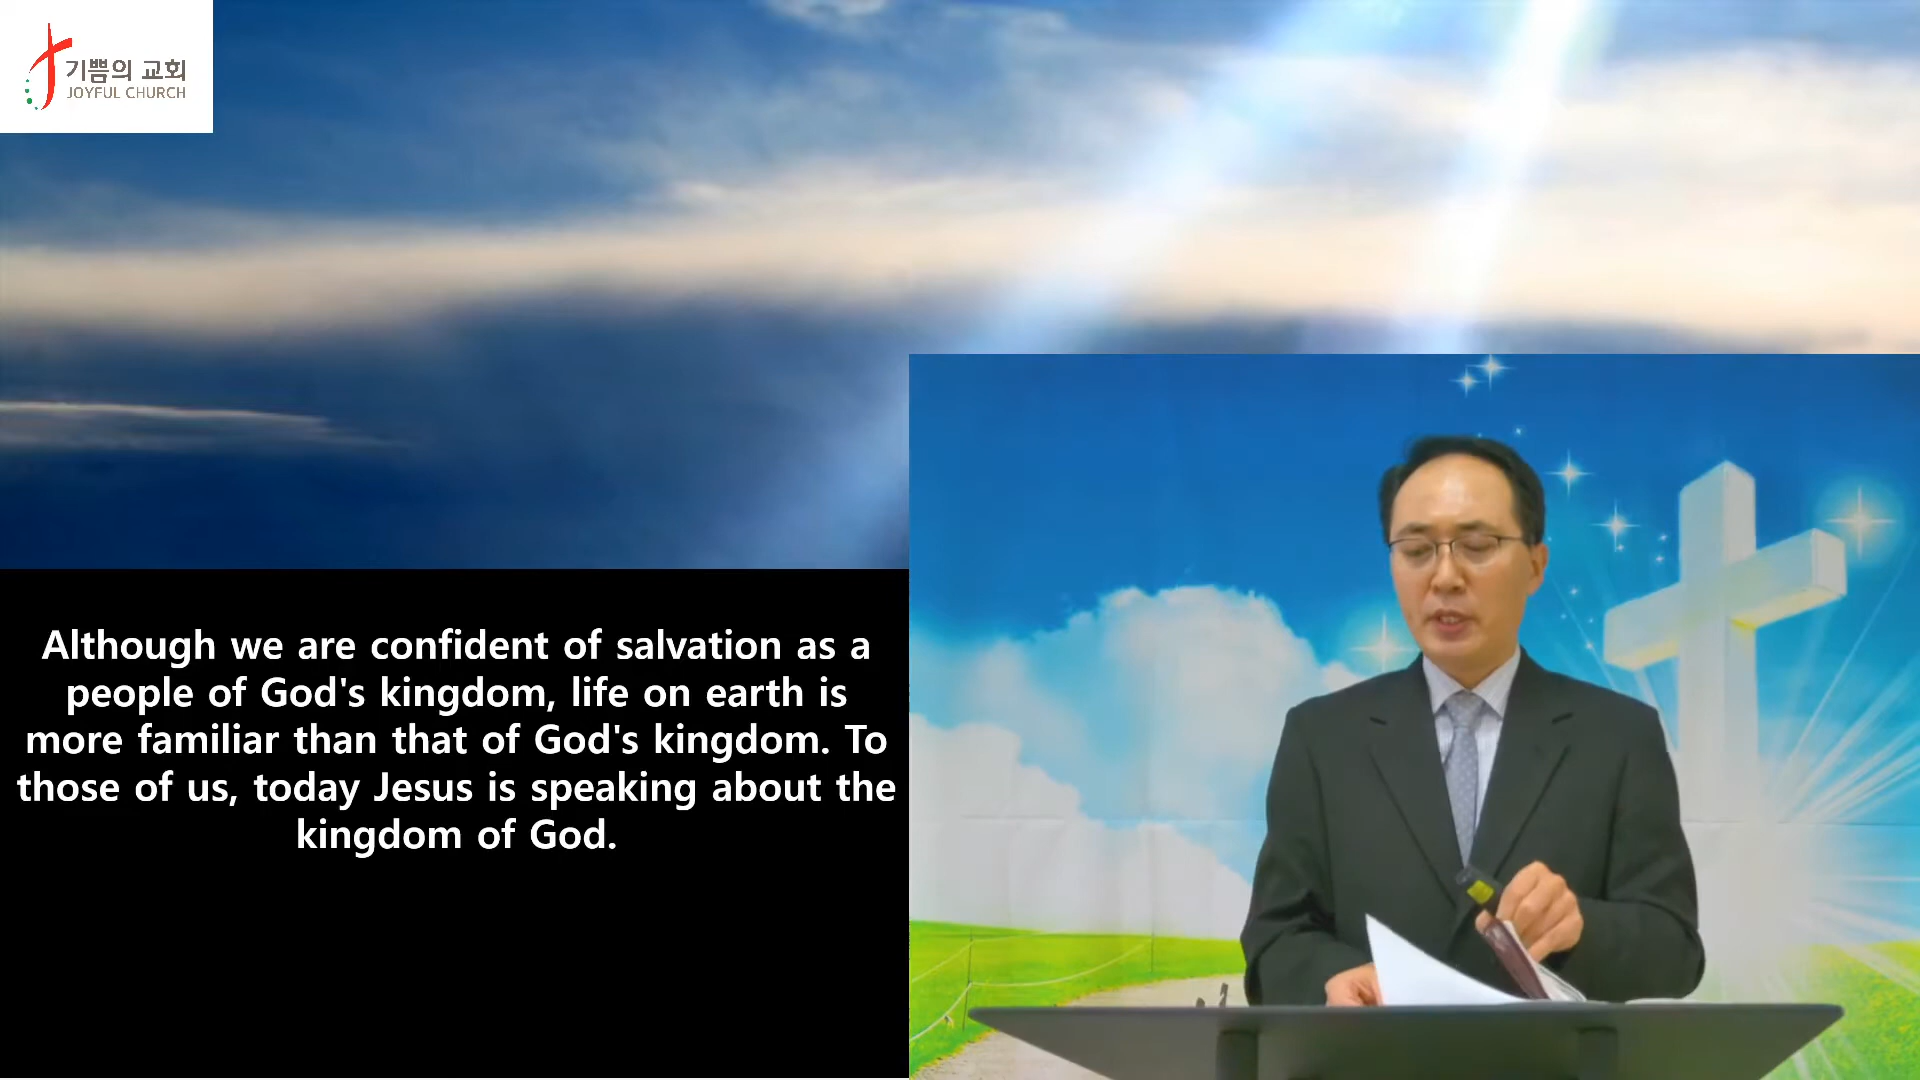 기쁨의 교회
JOYFUL CHURCH
Although we are confident of salvation as a
people of God's kingdom, life on earth is
more familiar than that of God's kingdom. To
those of us, today Jesus is speaking about the
kingdom of God.